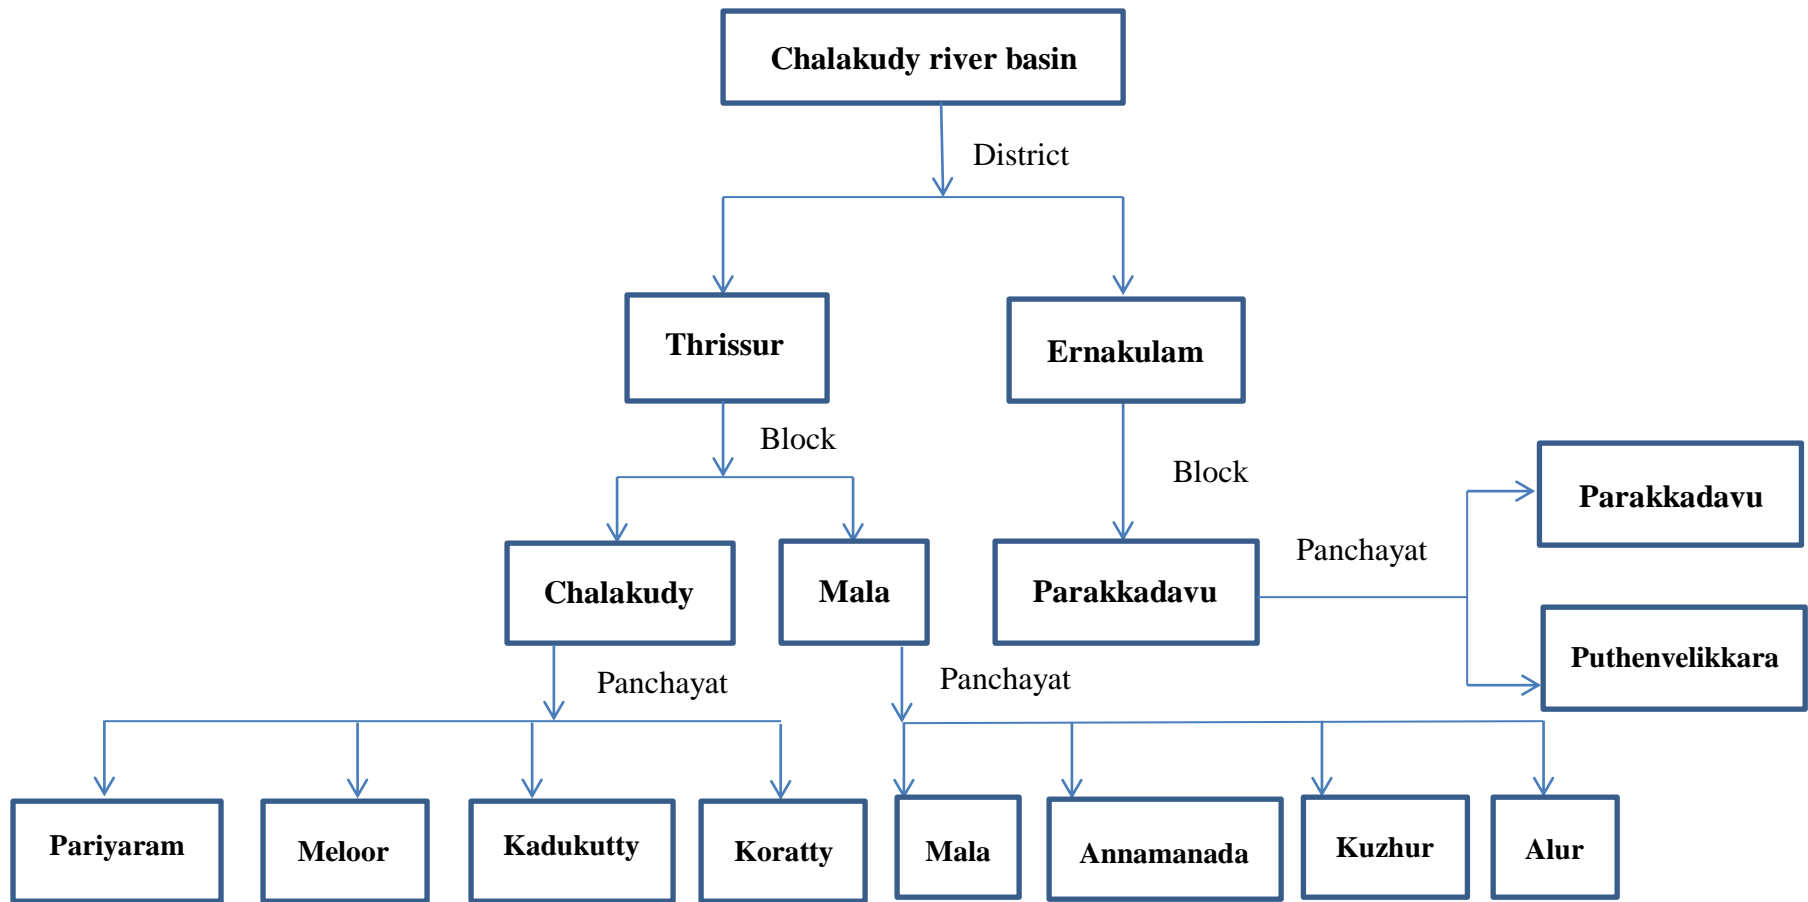 Chalakudy river basin
District
Thrissur
Ernakulam
Block
Block
Parakkadavu
Panchayat
Chalakudy
Mala
Parakkadavu
Puthenvelikkara
Panchayat
Panchayat
Pariyaram
Meloor
Kadukutty
Koratty
Mala
Annamanada
Kuzhur
Alur